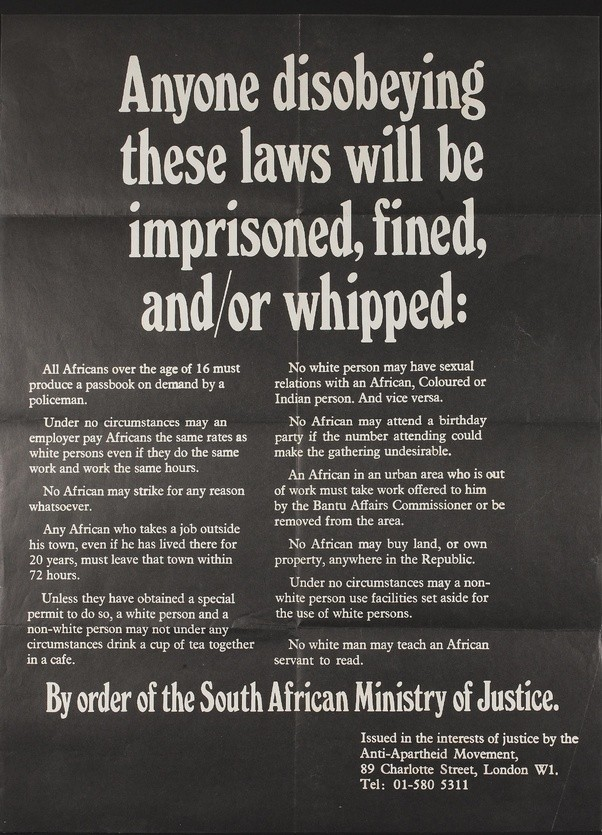 Anyone disobeying
these laws will be
imprisoned, fined,
and/or whipped:
All Africans over the age of 16 must
produce a passbook on demand by a
policeman.
Under no circumstances may an
employer pay Africans the same rates as
white persons even if they do the same
work and work the same hours.
No African may strike for any reason
whatsoever.
Any African who takes a job outside
his town, even if he has lived there for
20 years, must leave that town within
72 hours.
Unless they have obtained a special
permit to do so, a white person and a
non-white person may not under any
circumstances drink a cup of tea together
in a cafe.
No white person may have sexual
relations with an African, Coloured or
Indian person. And vice versa.
No African may attend a birthday
party if the number attending could
make the gathering undesirable.
An African in an urban area who is out
of work must take work offered to him
by the Bantu Affairs Commissioner or be
removed from the area.
No African may buy land, or own
property, anywhere in the Republic.
Under no circumstances may a non-
white person use facilities set aside for
the use of white persons.
No white man may teach an African
servant to read.
By order of the South African Ministry of Justice.
Issued in the interests of justice by the
Anti-Apartheid Movement,
89 Charlotte Street, London W1.
Tel: 01-580 5311